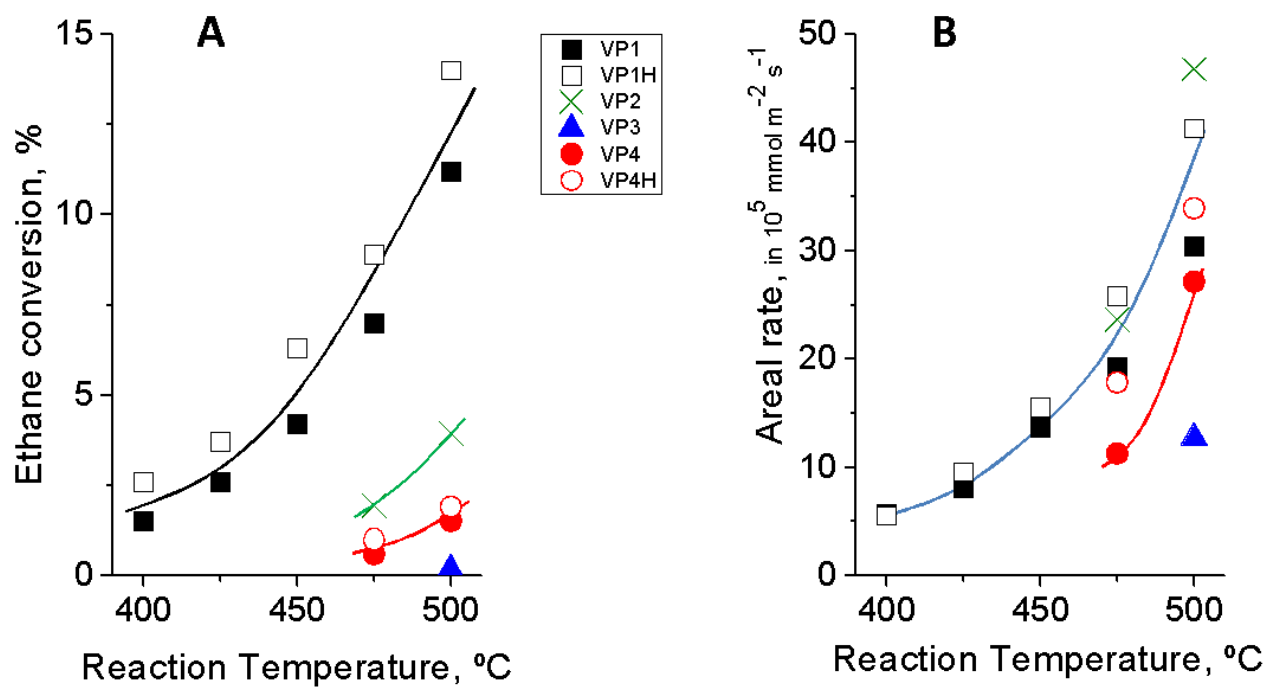 A
15
10
5
0
400
450
500
Ethane conversion, %
Reaction Temperature, ºC
VP1
VP1H
VP2
VP3
VP4
VP4H
B
50
40
30
20
10
0
400
450
500
Areal rate, in 10⁵ mmol m⁻² s⁻¹
Reaction Temperature, ºC